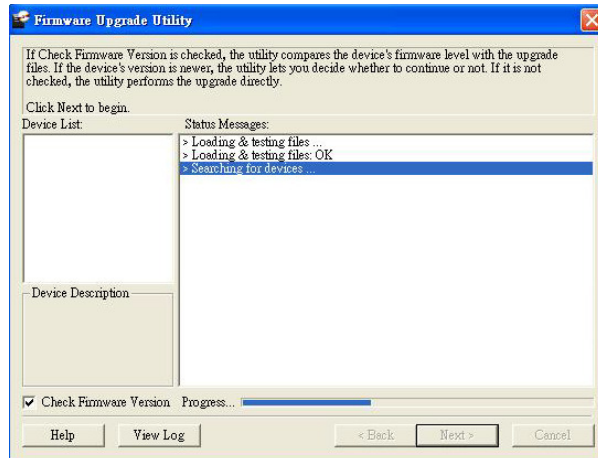 Firmware Upgrade Utility
If Check Firmware Version is checked, the utility compares the device's firmware level with the upgrade
files. If the device's version is newer, the utility lets you decide whether to continue or not. If it is not
checked, the utility performs the upgrade directly.
Click Next to begin.
Device List:
Status Messages:
> Loading & testing files ...
> Loading & testing files: OK
> Searching for devices ...
Device Description
Check Firmware Version Progress...
Help View Log < Back Next > Cancel